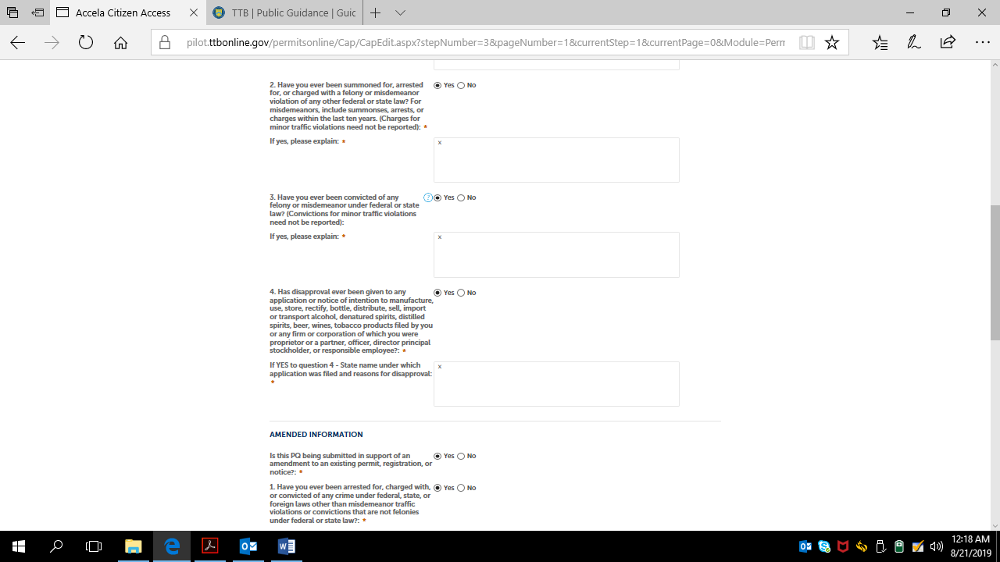 Accela Citizen Access
TTB | Public Guidance | Guic
pilot.ttbonline.gov/permitsonline/Cap/CapEdit.aspx?stepNumber=3&pageNumber=1&currentStep=1&currentPage=0&Module=Perm
2. Have you ever been summoned for, arrested
for, or charged with a felony or misdemeanor
violation of any other federal or state law? For
misdemeanors, include summonses, arrests, or
charges within the last ten years. (Charges for
minor traffic violations need not be reported): *
Yes No
If yes, please explain: *
x
3. Have you ever been convicted of any
felony or misdemeanor under federal or state
law? (Convictions for minor traffic violations
need not be reported):
? Yes No
If yes, please explain: *
x
4. Has disapproval ever been given to any
application or notice of intention to manufacture,
use, store, rectify, bottle, distribute, sell, import
or transport alcohol, denatured spirits, distilled
spirits, beer, wines, tobacco products filed by you
or any firm or corporation of which you were
proprietor or a partner, officer, director principal
stockholder, or responsible employee?: *
Yes No
If YES to question 4 - State name under which
application was filed and reasons for disapproval:
*
x
AMENDED INFORMATION
Is this PQ being submitted in support of an
amendment to an existing permit, registration, or
notice?: *
Yes No
1. Have you ever been arrested for, charged with,
or convicted of any crime under federal, state, or
foreign laws other than misdemeanor traffic
violations or convictions that are not felonies
under federal or state law?: *
Yes No
12:18 AM
8/21/2019